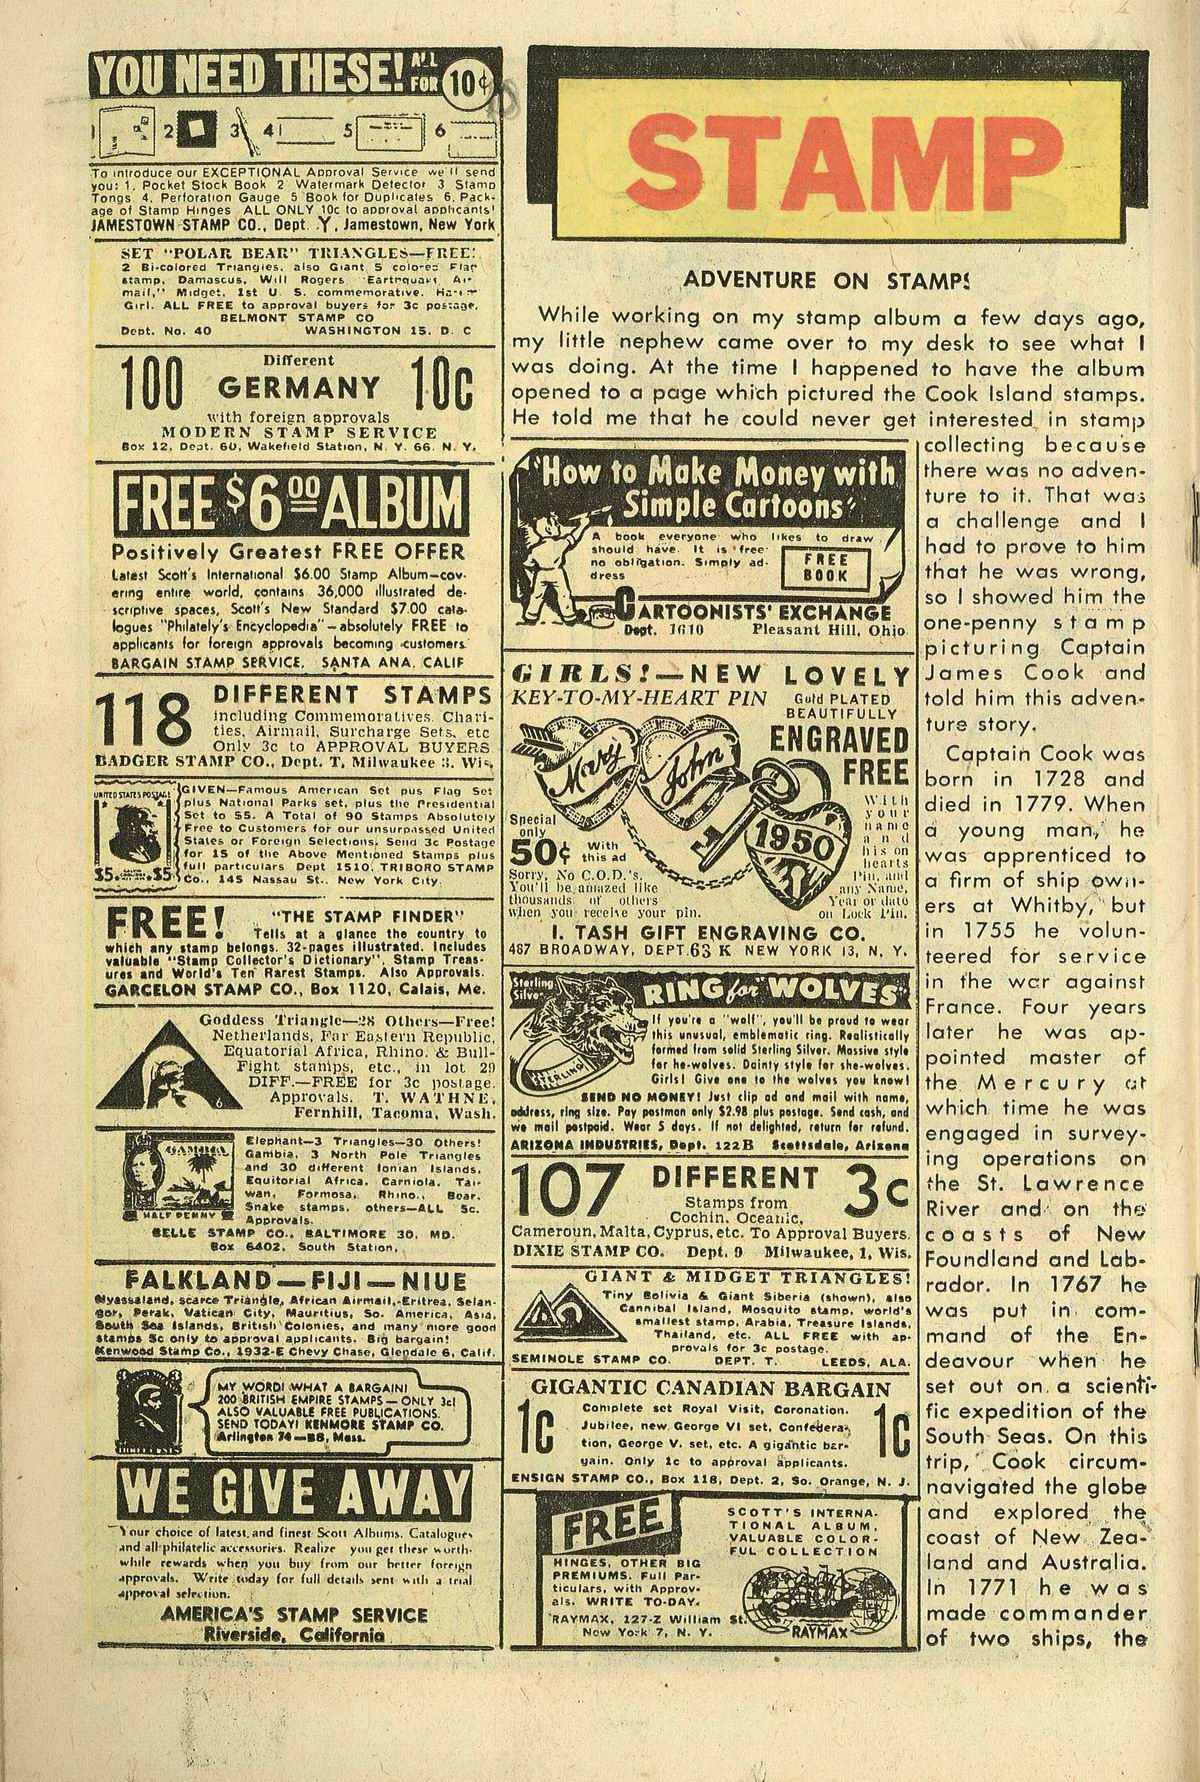 YOU NEED THESE! ALL FOR 10¢
1 2 3 4 5 6
To introduce our EXCEPTIONAL Approval Service we'll send
you: 1. Pocket Stock Book 2 Watermark Detector 3 Stamp
Tongs 4. Perforation Gauge 5 Book for Duplicates 6. Pack-
age of Stamp Hinges ALL ONLY 10c to approval applicants!
JAMESTOWN STAMP CO., Dept. Y, Jamestown, New York
SET "POLAR BEAR" TRIANGLES—FREE!
2 Bi-colored Triangles, also Giant 5 colored Flag
stamp, Damascus, Will Rogers "Earthquake Air
mail," Midget, 1st U. S. commemorative. Harem
Girl. ALL FREE to approval buyers for 3c postage.
BELMONT STAMP CO
Dept. No. 40 WASHINGTON 15, D. C
100 Different GERMANY 10c
with foreign approvals
MODERN STAMP SERVICE
Box 12, Dept. 60, Wakefield Station, N. Y. 66, N. Y.
FREE $6.00 ALBUM
Positively Greatest FREE OFFER
Latest Scott's International $6.00 Stamp Album—cov-
ering entire world, contains 36,000 illustrated de-
scriptive spaces, Scott's New Standard $7.00 cata-
logues "Philately's Encyclopedia"—absolutely FREE to
applicants for foreign approvals becoming customers.
BARGAIN STAMP SERVICE, SANTA ANA, CALIF
118 DIFFERENT STAMPS
including Commemoratives, Chari-
ties, Airmail, Surcharge Sets, etc
Only 3c to APPROVAL BUYERS
BADGER STAMP CO., Dept. T, Milwaukee 3, Wis.
UNITED STATES POSTAGE
$5 $5
GIVEN—Famous American Set pus Flag Set
plus National Parks set, plus the Presidential
Set to $5. A Total of 90 Stamps Absolutely
Free to Customers for our unsurpassed United
States or Foreign Selections. Send 3c Postage
for 15 of the Above Mentioned Stamps plus
full particulars Dept 1510, TRIBORO STAMP
Co., 145 Nassau St., New York City.
FREE! "THE STAMP FINDER"
Tells at a glance the country to
which any stamp belongs. 32-pages illustrated. Includes
valuable "Stamp Collector's Dictionary", Stamp Treas-
ures and World's Ten Rarest Stamps. Also Approvals.
GARCELON STAMP CO., Box 1120, Calais, Me.
Goddess Triangle—28 Others—Free!
Netherlands, Far Eastern Republic,
Equatorial Africa, Rhino. & Bull-
Fight stamps, etc., in lot 29
DIFF.—FREE for 3c postage.
Approvals. T. WATHNE,
Fernhill, Tacoma, Wash.
GAMBIA
HALF PENNY
Elephant—3 Triangles—30 Others!
Gambia, 3 North Pole Triangles
and 30 different Ionian Islands,
Equitorial Africa, Carniola, Tai-
wan, Formosa, Rhino., Boar,
Snake stamps, others—ALL 5c.
Approvals.
BELLE STAMP CO., BALTIMORE 30, MD.
Box 6402, South Station,
FALKLAND—FIJI—NIUE
Nyassaland, scarce Triangle, African Airmail, Eritrea, Selan-
gor, Perak, Vatican City, Mauritius, So. America, Asia,
South Sea Islands, British Colonies, and many more good
stamps 5c only to approval applicants. Big bargain!
Kenwood Stamp Co., 1932-E Chevy Chase, Glendale 6, Calif.
MY WORD! WHAT A BARGAIN!
200 BRITISH EMPIRE STAMPS—ONLY 3c!
ALSO VALUABLE FREE PUBLICATIONS.
SEND TODAY! KENMORE STAMP CO.
Arlington 74—B8, Mass.
WE GIVE AWAY
Your choice of latest and finest Scott Albums, Catalogues
and all philatelic accessories. Realize you get these worth-
while rewards when you buy from our better foreign
approvals. Write today for full details sent with a trial
approval selection.
AMERICA'S STAMP SERVICE
Riverside, California
STAMP
ADVENTURE ON STAMPS
While working on my stamp album a few days ago,
my little nephew came over to my desk to see what I
was doing. At the time I happened to have the album
opened to a page which pictured the Cook Island stamps.
He told me that he could never get interested in stamp
collecting because
there was no adven-
ture to it. That was
a challenge and I
had to prove to him
that he was wrong,
so I showed him the
one-penny stamp
picturing Captain
James Cook and
told him this adven-
ture story.
Captain Cook was
born in 1728 and
died in 1779. When
a young man, he
was apprenticed to
a firm of ship own-
ers at Whitby, but
in 1755 he volun-
teered for service
in the war against
France. Four years
later he was ap-
pointed master of
the Mercury at
which time he was
engaged in survey-
ing operations on
the St. Lawrence
River and on the
coasts of New
Foundland and Lab-
rador. In 1767 he
was put in com-
mand of the En-
deavour when he
set out on a scienti-
fic expedition of the
South Seas. On this
trip, Cook circum-
navigated the globe
and explored the
coast of New Zea-
land and Australia.
In 1771 he was
made commander
of two ships, the
"How to Make Money with
Simple Cartoons"
A book everyone who likes to draw
should have. It is free
no obligation. Simply ad-
dress
FREE
BOOK
CARTOONISTS' EXCHANGE
Dept. 1610 Pleasant Hill, Ohio
GIRLS!—NEW LOVELY
KEY-TO-MY-HEART PIN
Gold PLATED
BEAUTIFULLY
ENGRAVED
FREE
Mary John
1950
With
your
name
and
his on
hearts
Pin, and
any Name,
Year or date
on Lock Pin.
Special
only
50¢ With
this ad
Sorry, No C.O.D.'s.
You'll be amazed like
thousands of others
when you receive your pin.
I. TASH GIFT ENGRAVING CO.
487 BROADWAY, DEPT. 63 K NEW YORK 13, N. Y.
Sterling
Silver
RING for "WOLVES"
STERLING
If you're a "wolf", you'll be proud to wear
this unusual, emblematic ring. Realistically
formed from solid Sterling Silver. Massive style
for he-wolves. Dainty style for she-wolves.
Girls! Give one to the wolves you know!
SEND NO MONEY! Just clip ad and mail with name,
address, ring size. Pay postman only $2.98 plus postage. Send cash, and
we mail postpaid. Wear 5 days. If not delighted, return for refund.
ARIZONA INDUSTRIES, Dept. 122B Scottsdale, Arizona
107 DIFFERENT 3c
Stamps from
Cochin, Oceanic,
Cameroun, Malta, Cyprus, etc. To Approval Buyers.
DIXIE STAMP CO. Dept. 9 Milwaukee, 1, Wis.
GIANT & MIDGET TRIANGLES!
Tiny Bolivia & Giant Siberia (shown), also
Cannibal Island, Mosquito stamp, world's
smallest stamp, Arabia, Treasure Islands,
Thailand, etc. ALL FREE with ap-
provals for 3c postage.
SEMINOLE STAMP CO. DEPT. T. LEEDS, ALA.
GIGANTIC CANADIAN BARGAIN
1c 1c
Complete set Royal Visit, Coronation,
Jubilee, new George VI set, Confedera-
tion, George V. set, etc. A gigantic bar-
gain. Only 1c to approval applicants.
ENSIGN STAMP CO., Box 118, Dept. 2, So. Orange, N. J.
FREE
SCOTT'S INTERNA-
TIONAL ALBUM,
VALUABLE COLOR-
FUL COLLECTION
HINGES, OTHER BIG
PREMIUMS. Full Par-
ticulars, with Approv-
als. WRITE TO-DAY.
RAYMAX, 127-Z William St.
New York 7, N. Y.
RAYMAX